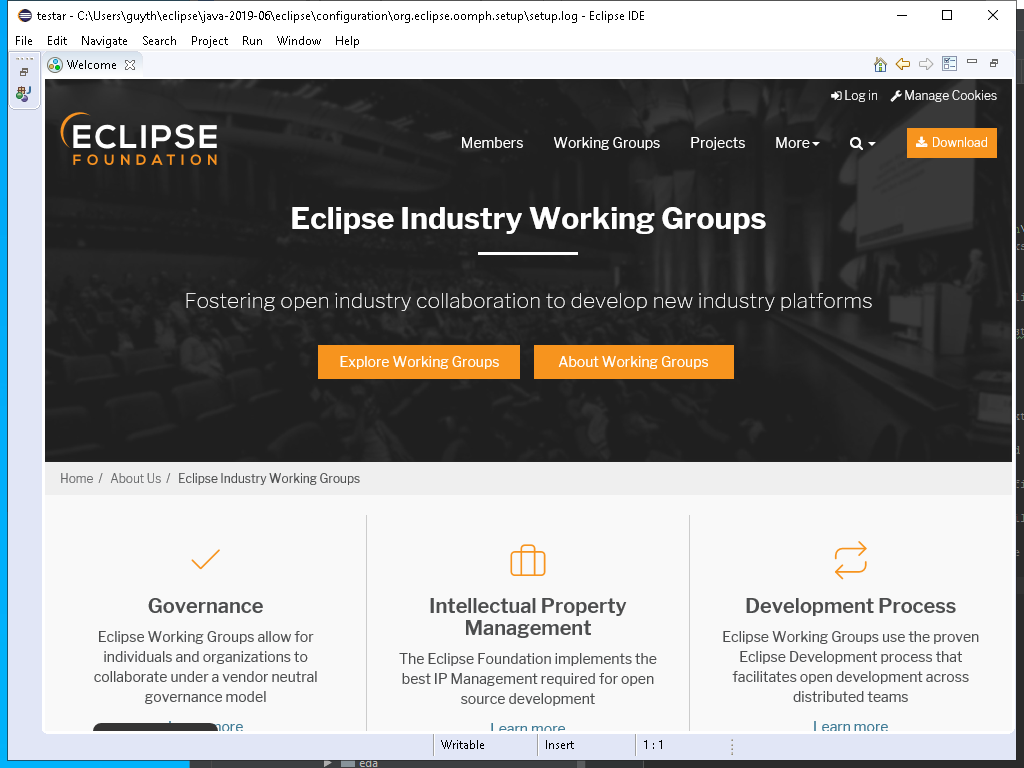 testar - C:\Users\guyth\eclipse\java-2019-06\eclipse\configuration\org.eclipse.oomph.setup\setup.log - Eclipse IDE
File Edit Navigate Search Project Run Window Help
Welcome
Log in Manage Cookies
ECLIPSE
FOUNDATION
Members Working Groups Projects More Download
Eclipse Industry Working Groups
Fostering open industry collaboration to develop new industry platforms
Explore Working Groups About Working Groups
Home / About Us / Eclipse Industry Working Groups
Governance
Eclipse Working Groups allow for
individuals and organizations to
collaborate under a vendor neutral
governance model
more
Intellectual Property
Management
The Eclipse Foundation implements the
best IP Management required for open
source development
Learn more
Development Process
Eclipse Working Groups use the proven
Eclipse Development process that
facilitates open development across
distributed teams
Learn more
Writable Insert 1 : 1
eda